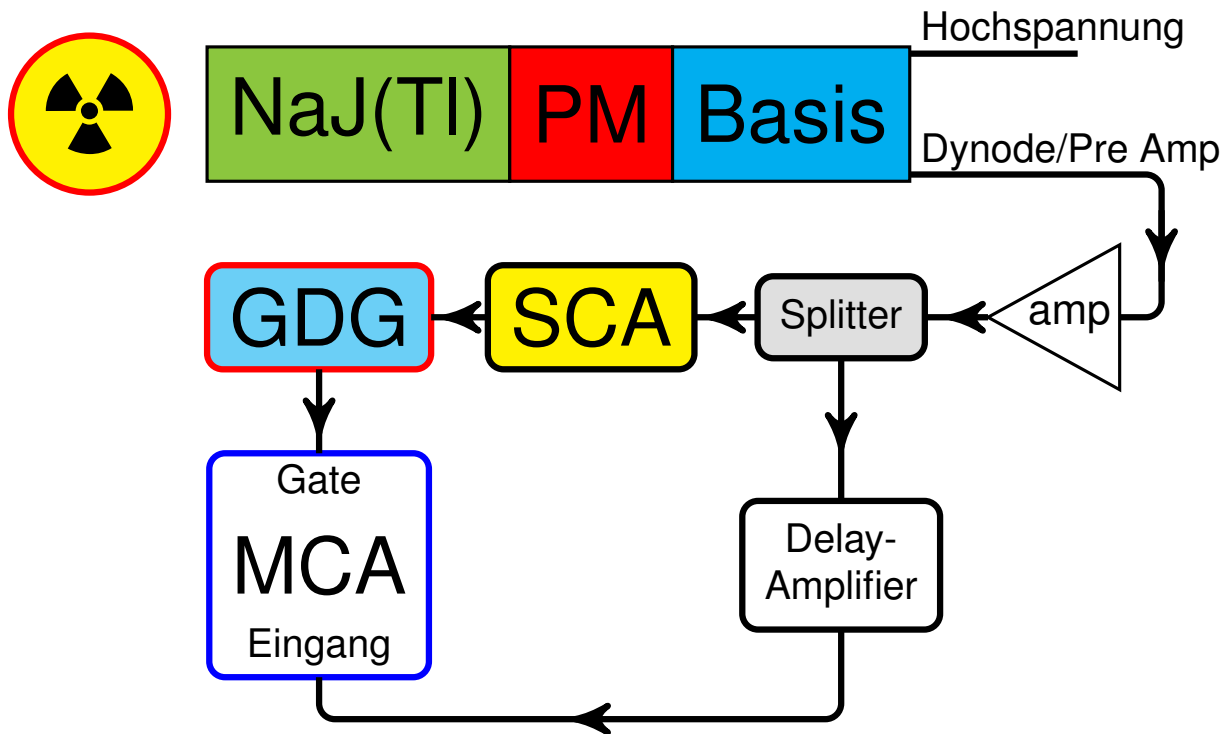 Hochspannung
NaJ(Tl)
PM
Basis
Dynode/Pre Amp
GDG
SCA
Splitter
amp
Gate
MCA
Eingang
Delay-
Amplifier